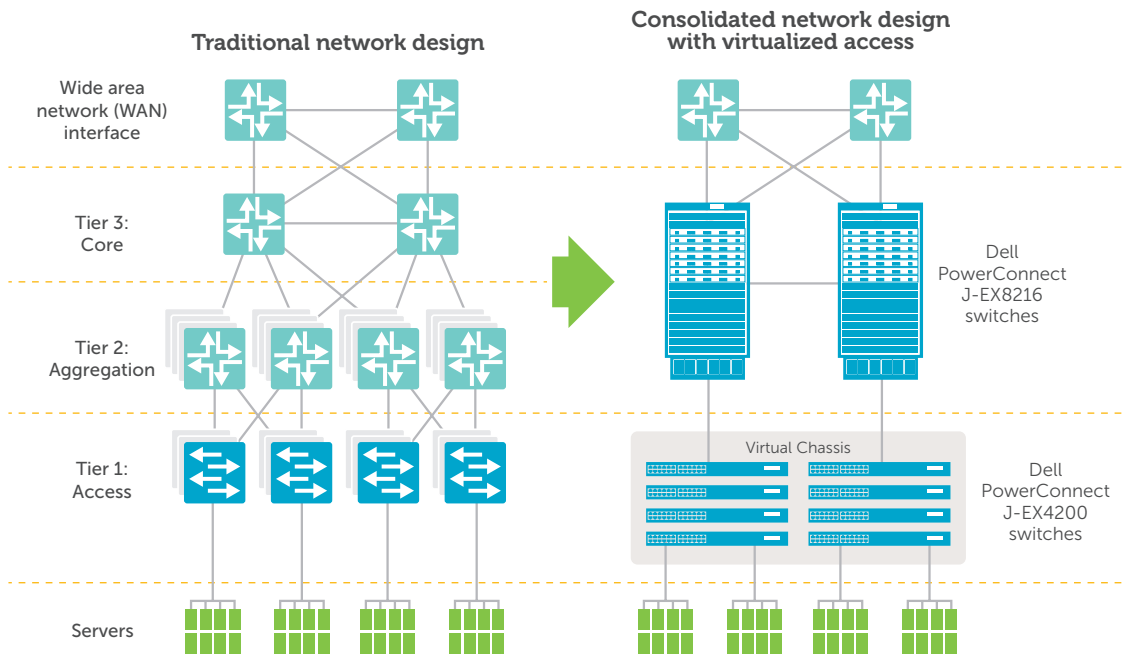 Traditional network design
Consolidated network design
with virtualized access
Wide area
network (WAN)
interface
Tier 3:
Core
Dell
PowerConnect
J-EX8216
switches
Tier 2:
Aggregation
Virtual Chassis
Tier 1:
Access
Dell
PowerConnect
J-EX4200
switches
Servers